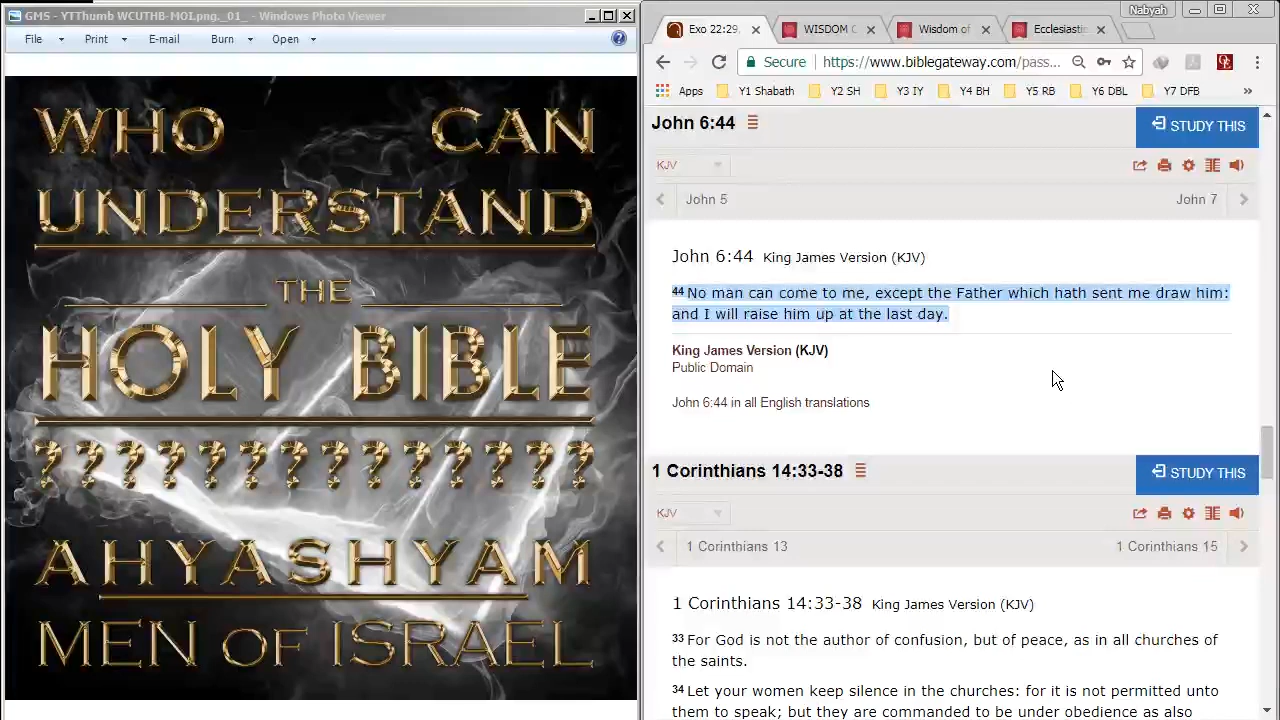 GMS - YTThumb WCUTHB-MOI.png._01_ - Windows Photo Viewer
File Print E-mail Burn Open
WHO CAN
UNDERSTAND
THE
HOLY BIBLE
?????????????? 
AHYASHYAM
MEN OF ISRAEL
Nabyah
Exo 22:29, WISDOM O Wisdom of Ecclesiastic
Secure https://www.biblegateway.com/pass...
Apps Y1 Shabath Y2 SH Y3 IY Y4 BH Y5 RB Y6 DBL Y7 DFB »
John 6:44
STUDY THIS
KJV
John 5 John 7
John 6:44 King James Version (KJV)
44 No man can come to me, except the Father which hath sent me draw him:
and I will raise him up at the last day.
King James Version (KJV)
Public Domain
John 6:44 in all English translations
1 Corinthians 14:33-38
STUDY THIS
KJV
1 Corinthians 13 1 Corinthians 15
1 Corinthians 14:33-38 King James Version (KJV)
33 For God is not the author of confusion, but of peace, as in all churches of
the saints.
34 Let your women keep silence in the churches: for it is not permitted unto
them to speak; but they are commanded to be under obedience as also